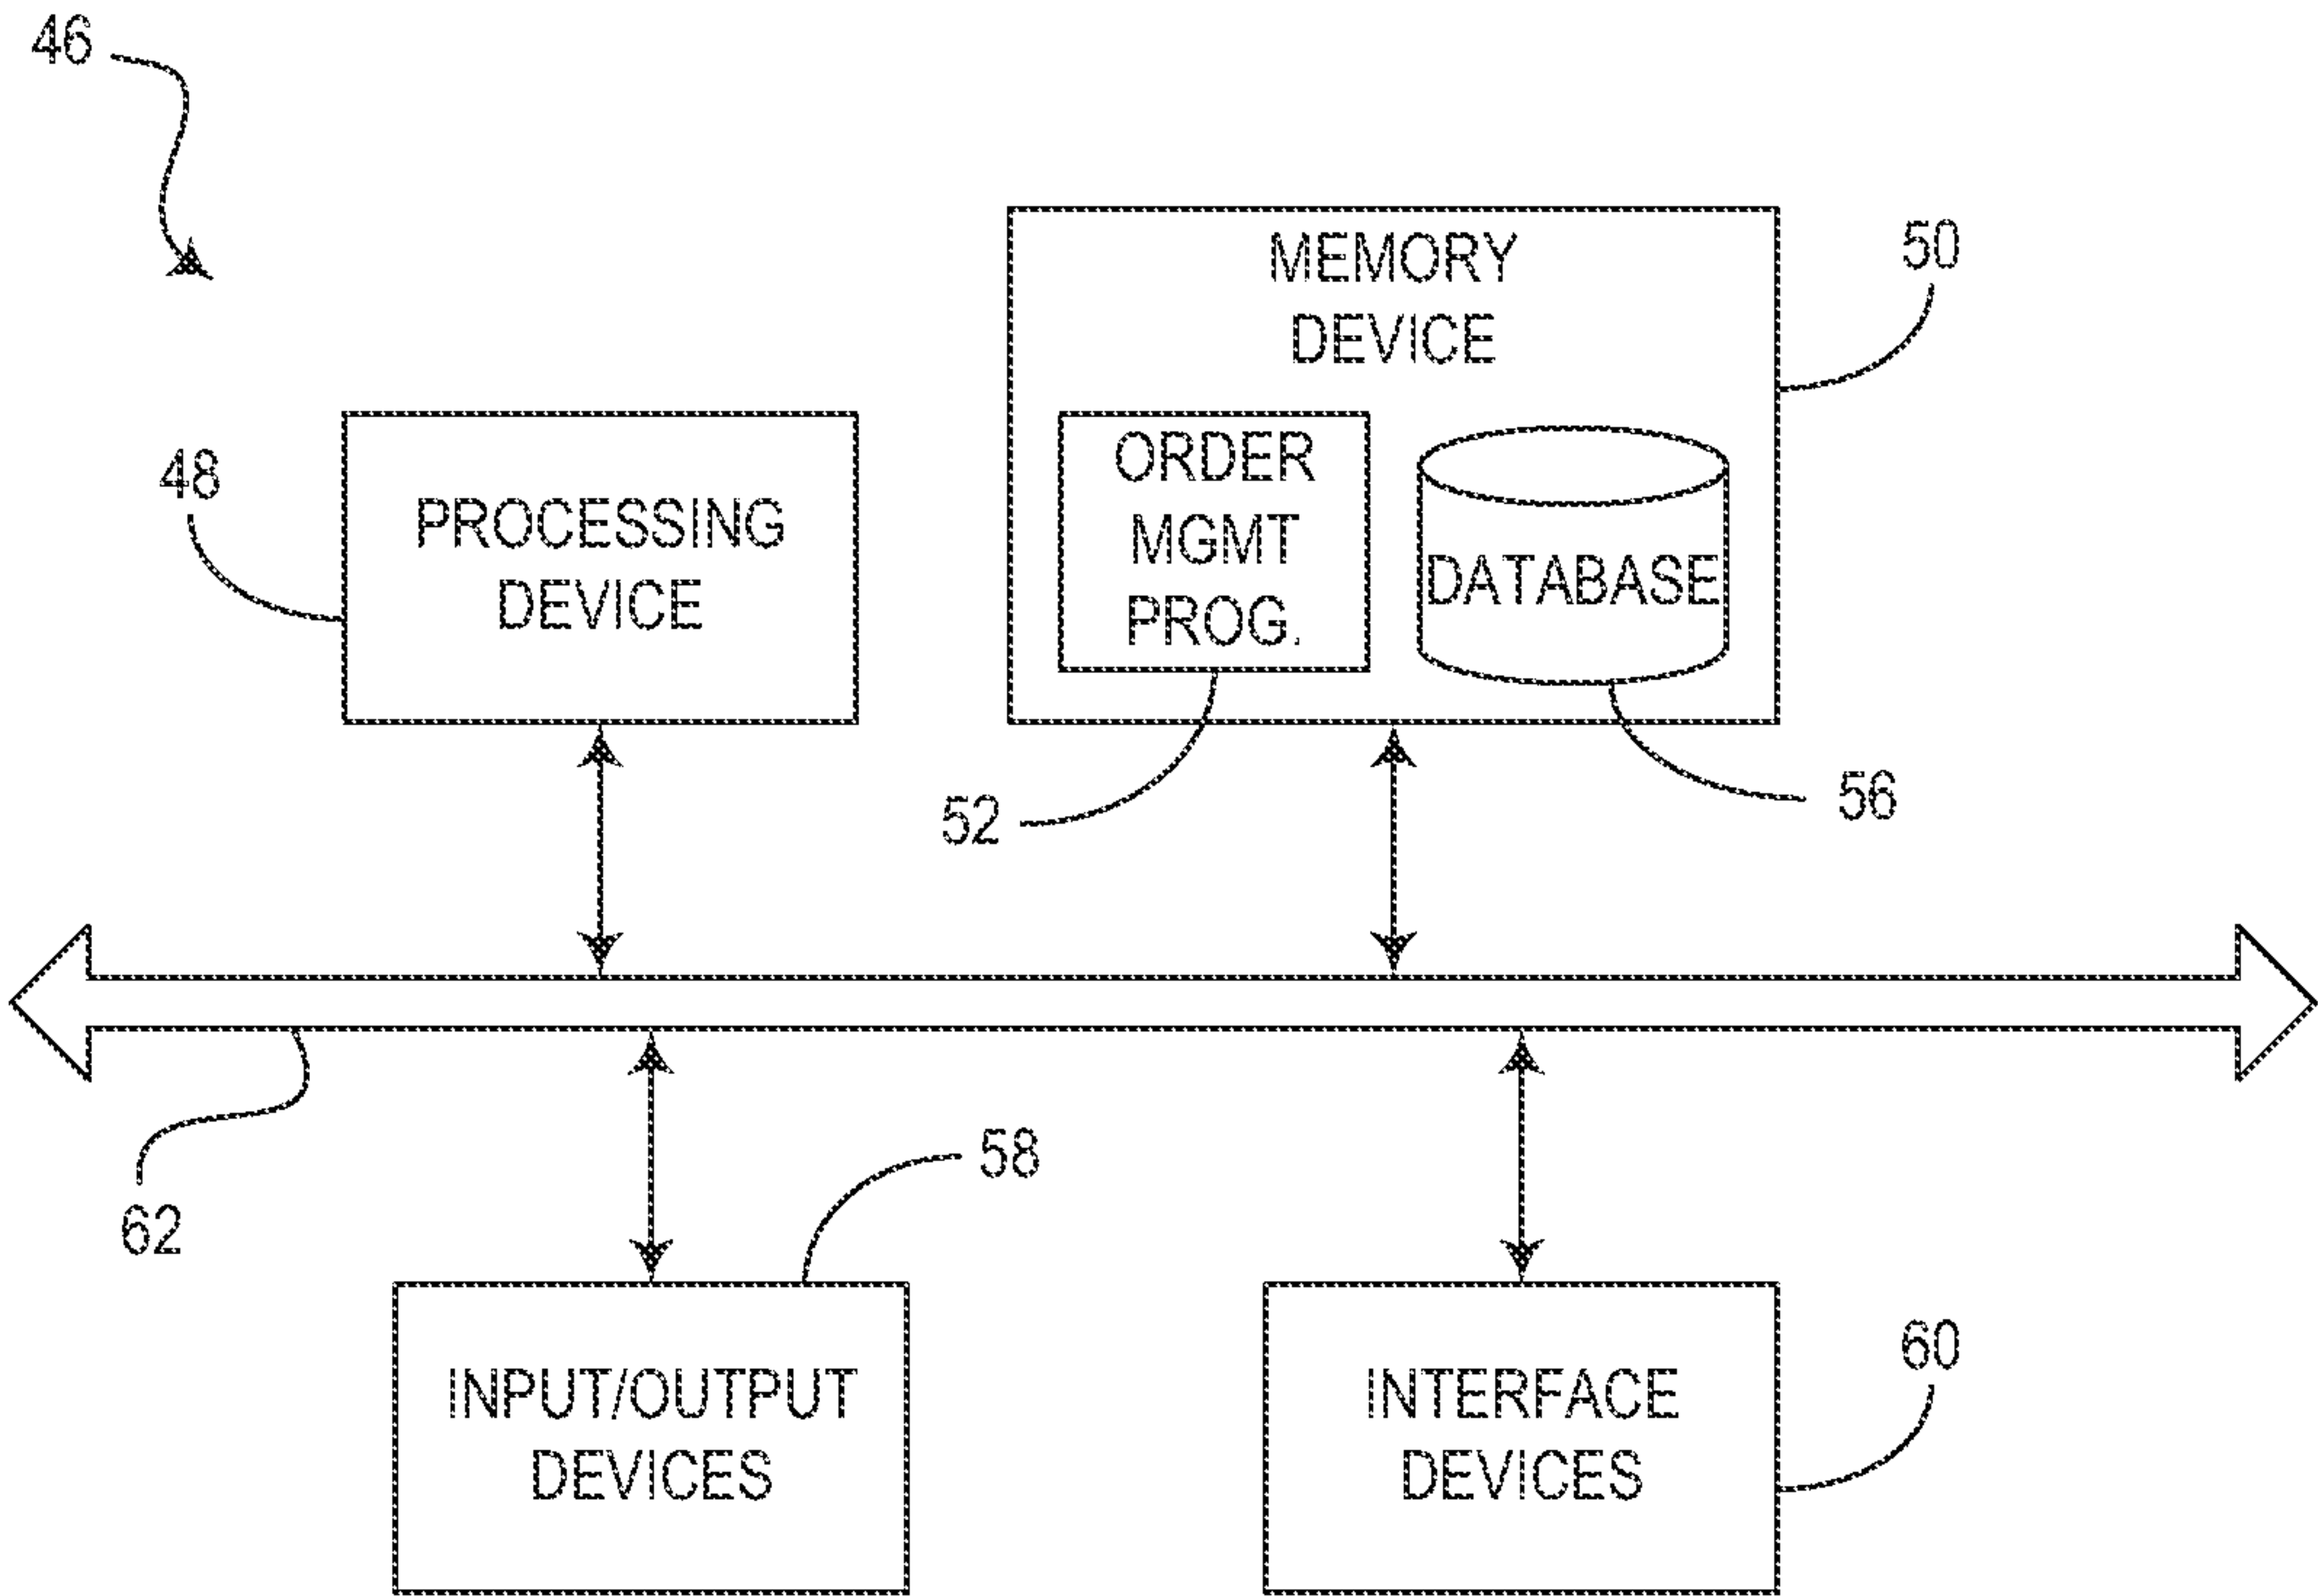 46
MEMORY
DEVICE
50
48
PROCESSING
DEVICE
ORDER
MGMT
PROG.
DATABASE
52
56
62
58
INPUT/OUTPUT
DEVICES
INTERFACE
DEVICES
60